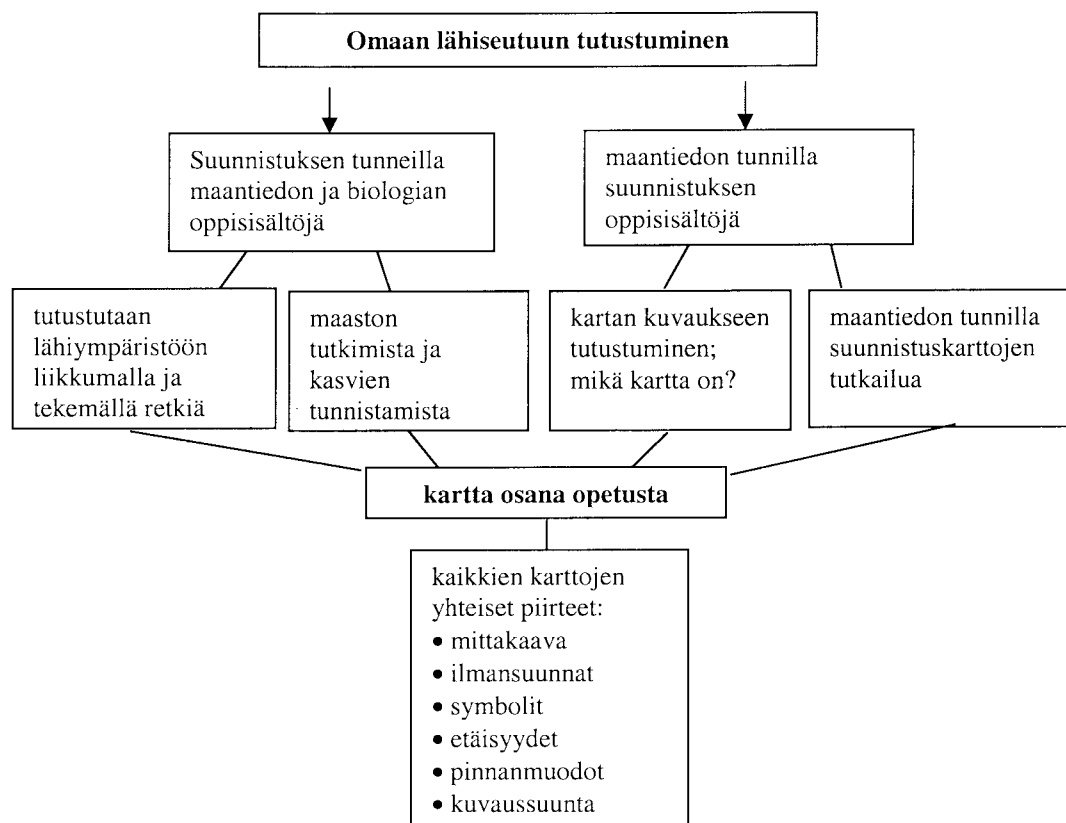 Omaan lähiseutuun tutustuminen
Suunnistuksen tunneilla
maantiedon ja biologian
oppisisältöjä
maantiedon tunnilla
suunnistuksen
oppisisältöjä
tutustutaan
lähiympäristöön
liikkumalla ja
tekemällä retkiä
maaston
tutkimista ja
kasvien
tunnistamista
kartan kuvaukseen
tutustuminen;
mikä kartta on?
maantiedon tunnilla
suunnistuskarttojen
tutkailua
kartta osana opetusta
kaikkien karttojen
yhteiset piirteet:
• mittakaava
• ilmansuunnat
• symbolit
• etäisyydet
• pinnanmuodot
• kuvaussuunta